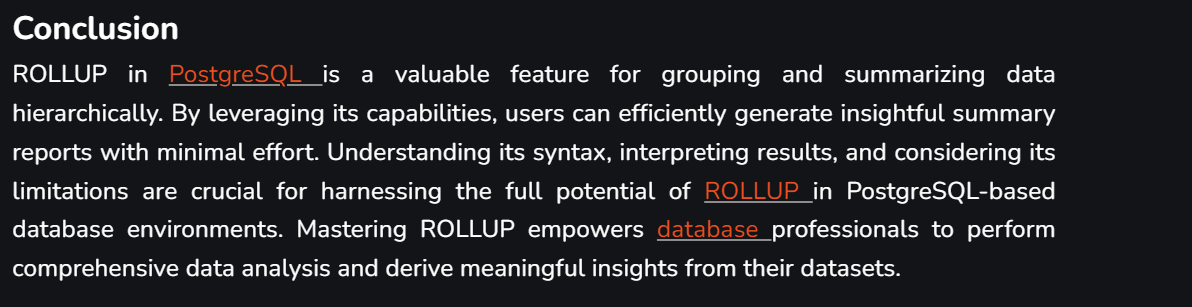 Conclusion
ROLLUP in PostgreSQL is a valuable feature for grouping and summarizing data
hierarchically. By leveraging its capabilities, users can efficiently generate insightful summary
reports with minimal effort. Understanding its syntax, interpreting results, and considering its
limitations are crucial for harnessing the full potential of ROLLUP in PostgreSQL-based
database environments. Mastering ROLLUP empowers database professionals to perform
comprehensive data analysis and derive meaningful insights from their datasets.